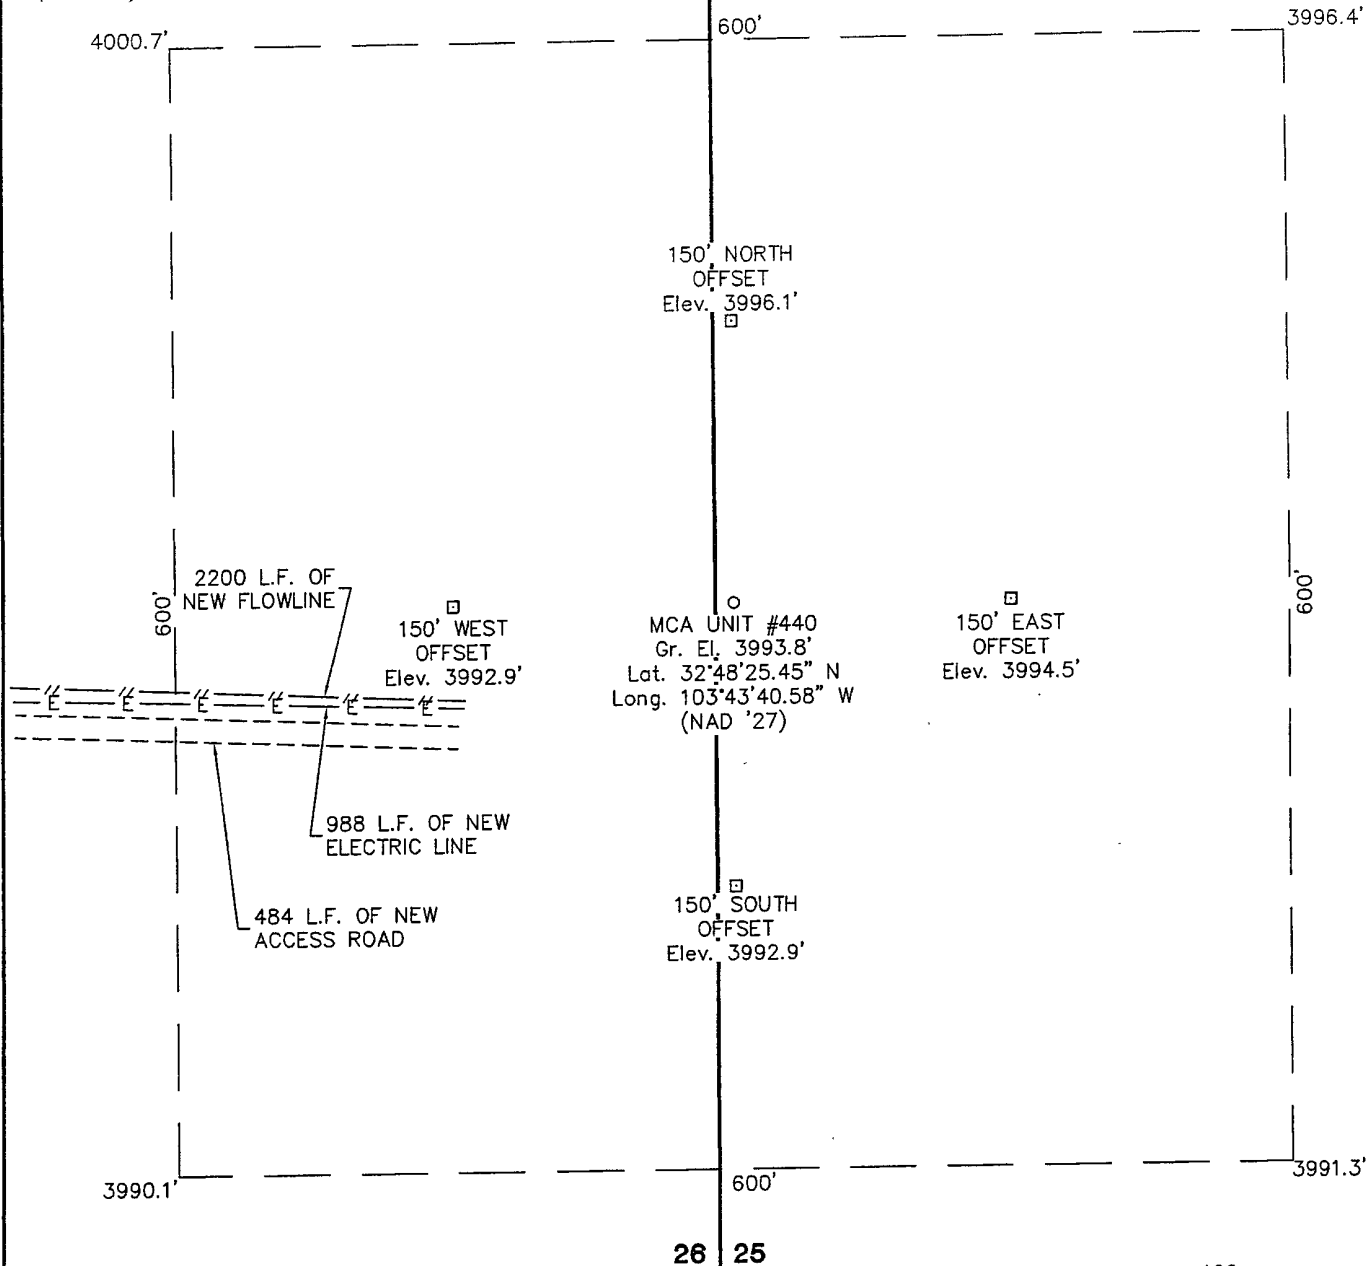 4000.7'
600'
3996.4'
150' NORTH
OFFSET
Elev. 3996.1'
2200 L.F. OF
NEW FLOWLINE
600'
150' WEST
OFFSET
Elev. 3992.9'
MCA UNIT #440
Gr. El. 3993.8'
Lat. 32°48'25.45" N
Long. 103°43'40.58" W
(NAD '27)
150' EAST
OFFSET
Elev. 3994.5'
600'
E E E E E E
988 L.F. OF NEW
ELECTRIC LINE
484 L.F. OF NEW
ACCESS ROAD
150' SOUTH
OFFSET
Elev. 3992.9'
3990.1'
600'
3991.3'
26 25